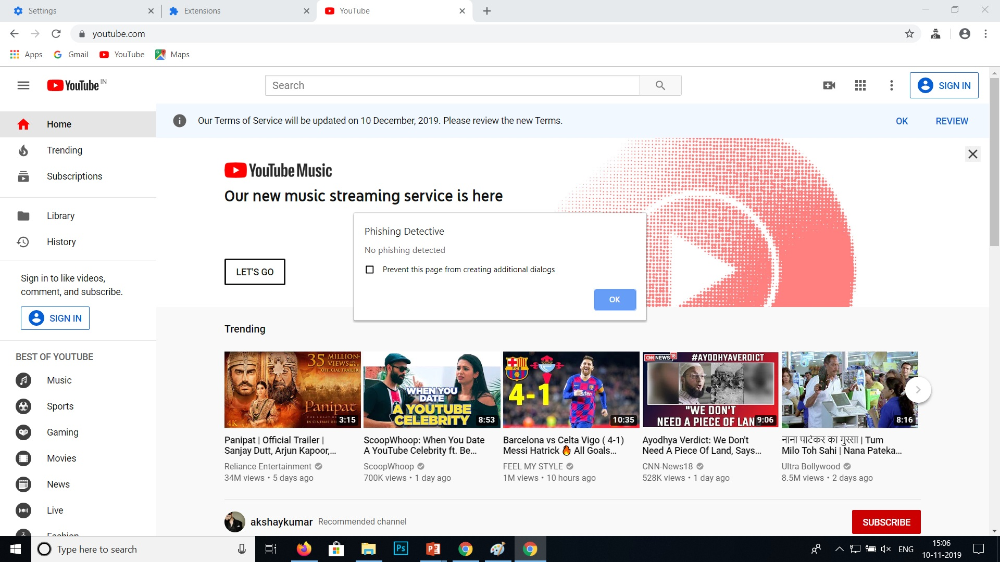 Settings
Extensions
YouTube
youtube.com
Apps
Gmail
YouTube
Maps
YouTube IN
Search
SIGN IN
Home
Trending
Subscriptions
Library
History
Sign in to like videos,
comment, and subscribe.
SIGN IN
BEST OF YOUTUBE
Music
Sports
Gaming
Movies
News
Live
Fashion
Our Terms of Service will be updated on 10 December, 2019. Please review the new Terms.
OK
REVIEW
YouTube Music
Our new music streaming service is here
LET'S GO
Phishing Detective
No phishing detected
Prevent this page from creating additional dialogs
OK
Trending
35 MILLION+
VIEWS
OFFICIAL TRAILER
Panipat
4K
3:15
Panipat | Official Trailer |
Sanjay Dutt, Arjun Kapoor,...
Reliance Entertainment
34M views • 5 days ago
WHEN YOU
DATE
A YOUTUBE
CELEBRITY
8:53
ScoopWhoop: When You Date
A YouTube Celebrity ft. Be...
ScoopWhoop
700K views • 1 day ago
FCB
4-1
10:35
Barcelona vs Celta Vigo ( 4-1)
Messi Hatrick 🔥 All Goals...
FEEL MY STYLE
1M views • 10 hours ago
CNN NEWS 18
#AYODHYAVERDICT
"WE DON'T
NEED A PIECE OF LAN
9:06
Ayodhya Verdict: We Don't
Need A Piece Of Land, Says...
CNN-News18
528K views • 1 day ago
8:16
नाना पाटेकर का गुस्सा | Tum
Milo Toh Sahi | Nana Pateka...
Ultra Bollywood
8.5M views • 2 days ago
akshaykumar
Recommended channel
SUBSCRIBE
Type here to search
Ps
ENG
15:06
10-11-2019